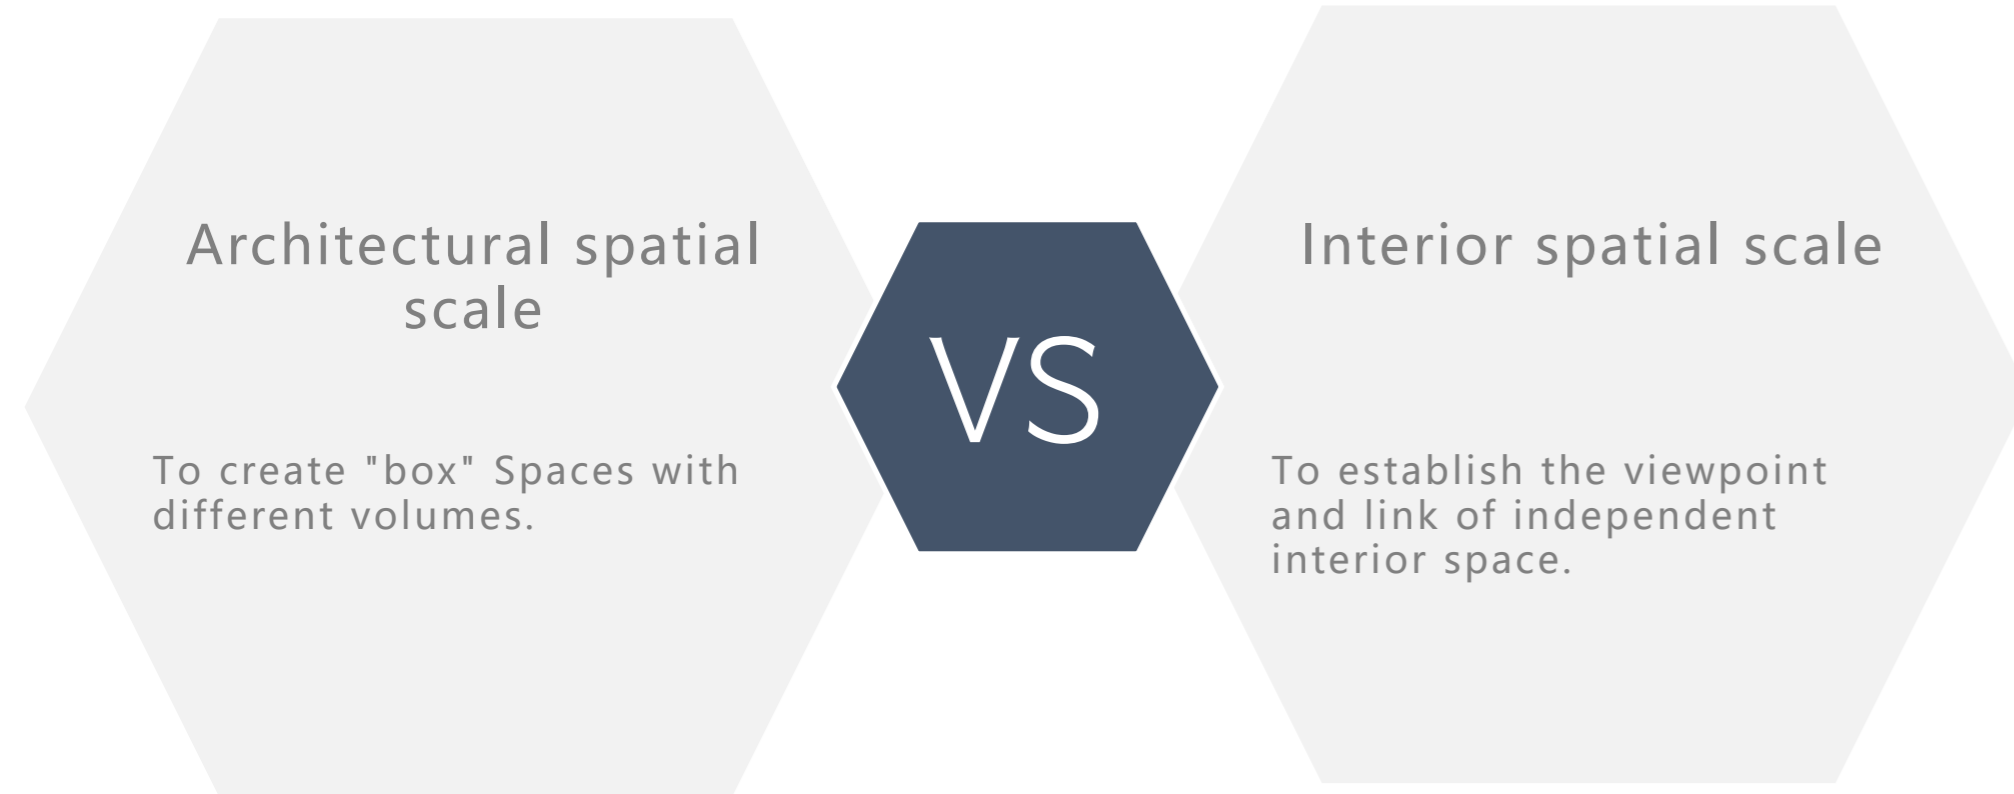 Architectural spatial
scale
To create "box" Spaces with
different volumes.
VS
Interior spatial scale
To establish the viewpoint
and link of independent
interior space.